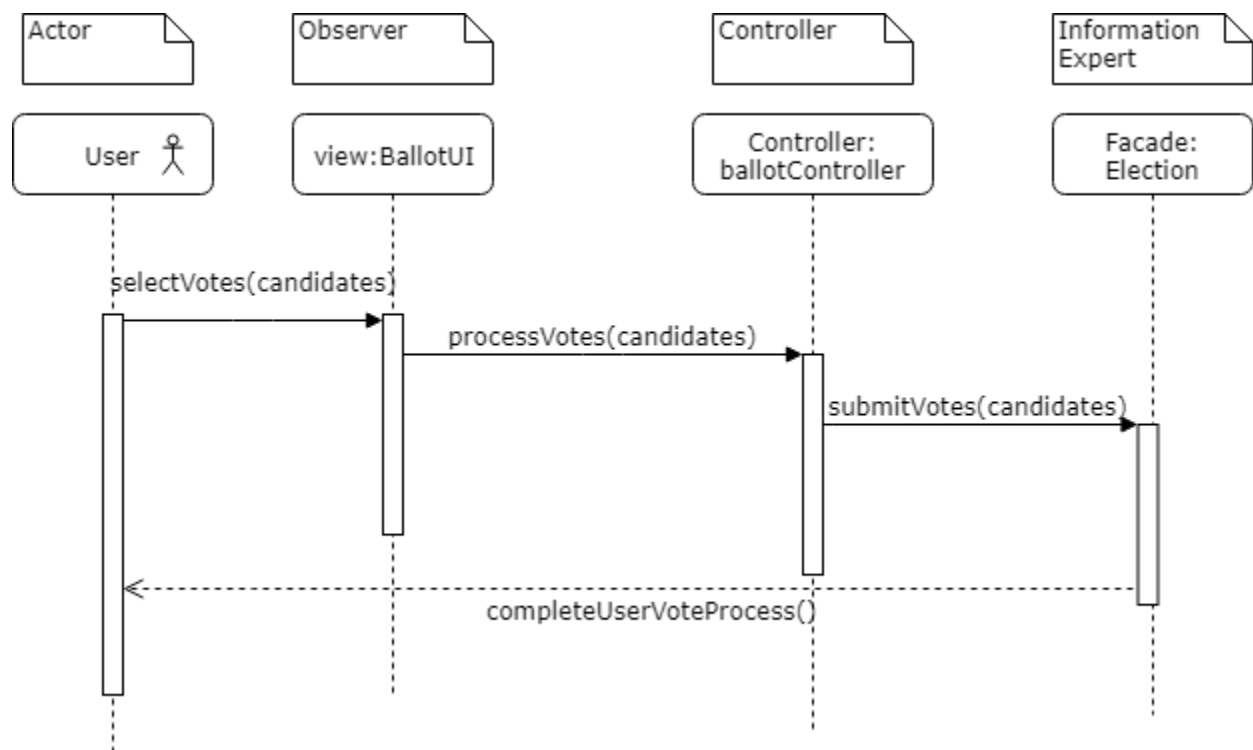 Actor
Observer
Controller
Information
Expert
User
view:BallotUI
Controller:
ballotController
Facade:
Election
selectVotes(candidates)
processVotes(candidates)
submitVotes(candidates)
completeUserVoteProcess()